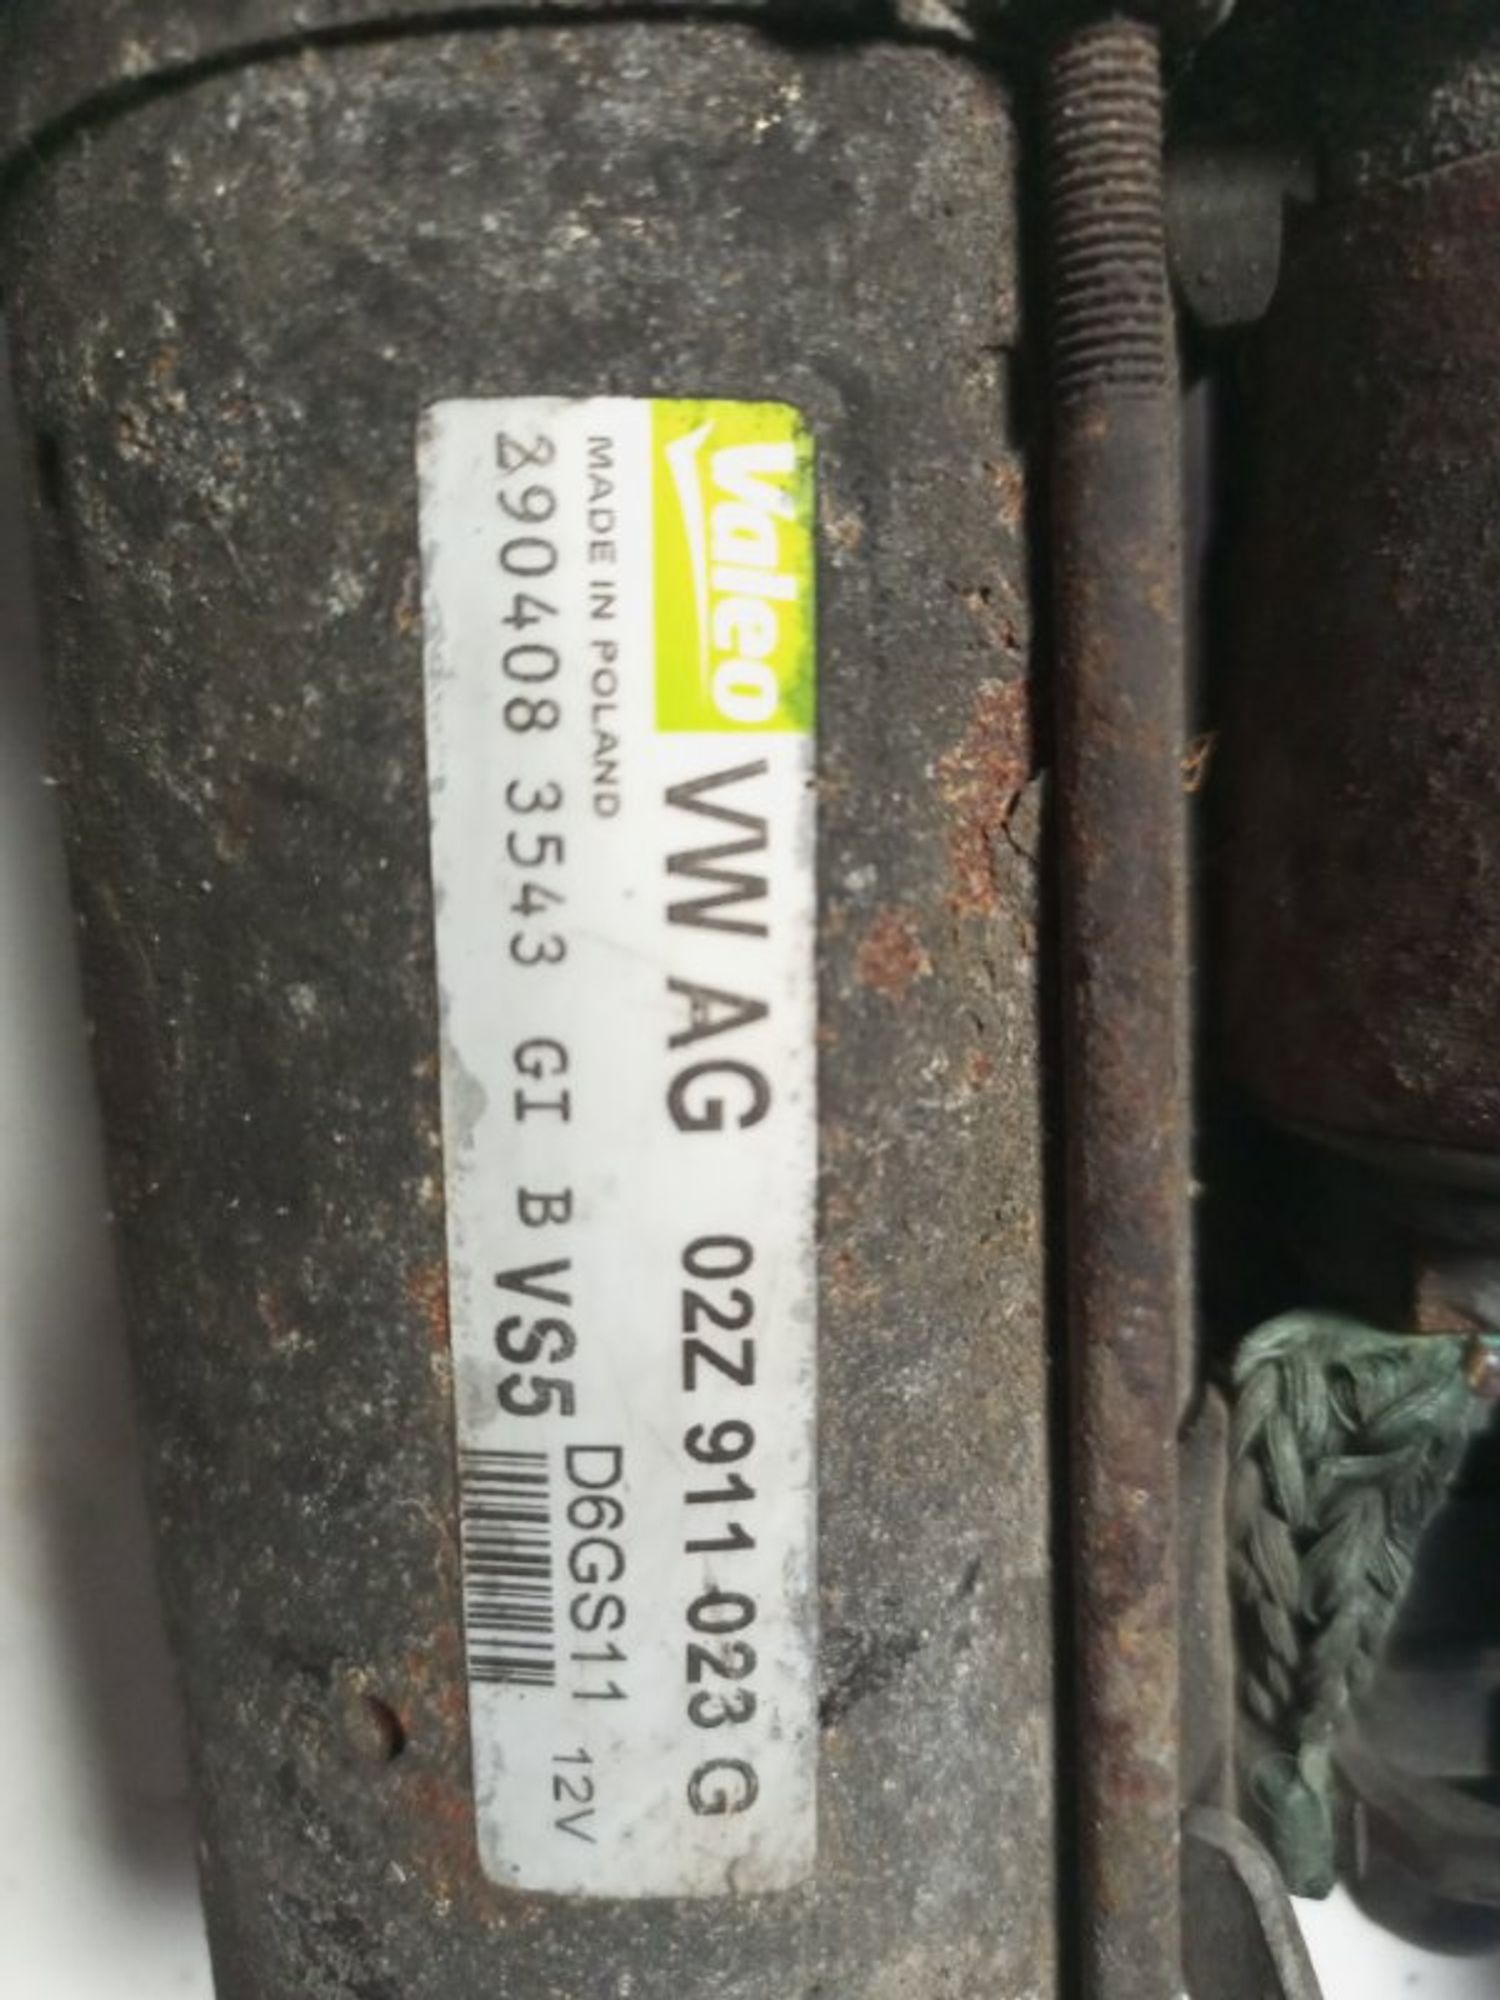 Valeo VW AG 02Z 911 023 G
MADE IN POLAND
D6GS11 12V
290408 3543 GI B VS5